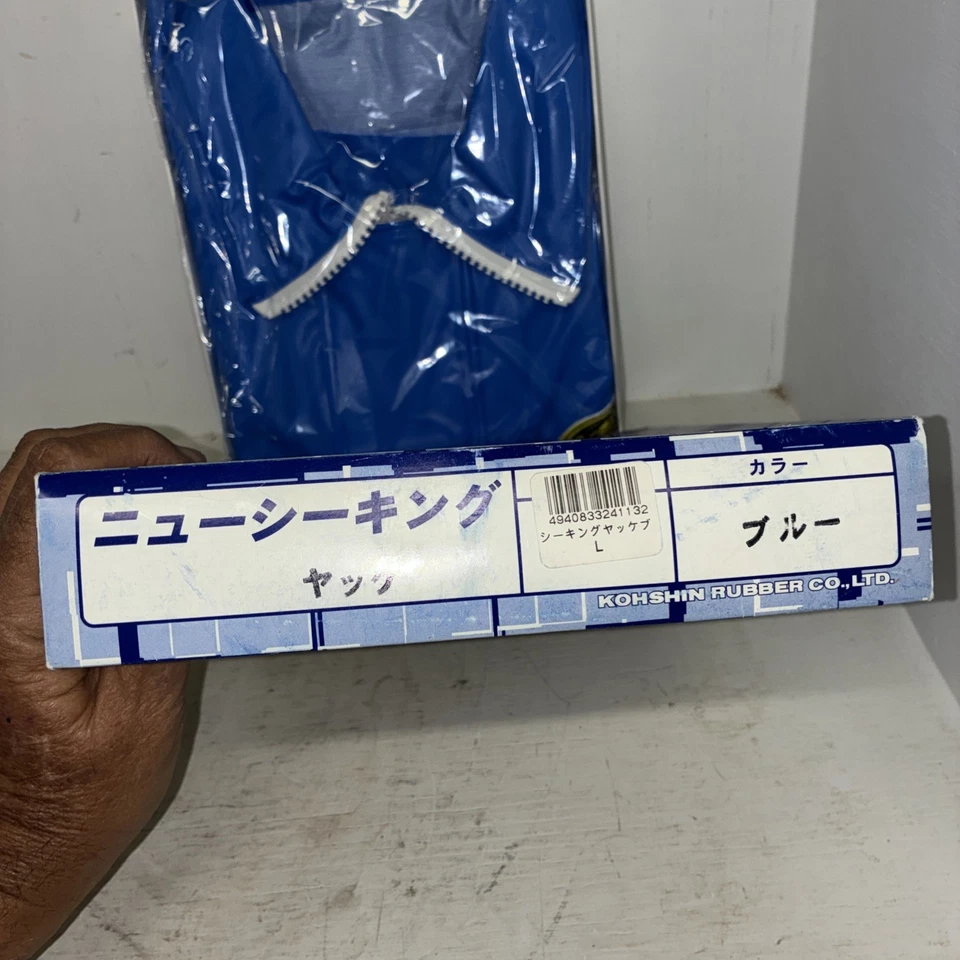 ニューシーキング
ヤッケ
4940833241132
シーキングヤッケブ
L
カラー
ブルー
KOHSHIN RUBBER CO.,LTD.